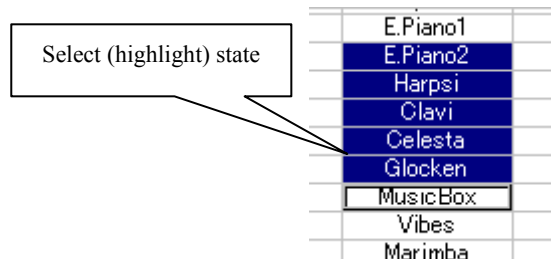 Select (highlight) state
E.Piano1
E.Piano2
Harpsi
Clavi
Celesta
Glocken
MusicBox
Vibes
Marimba